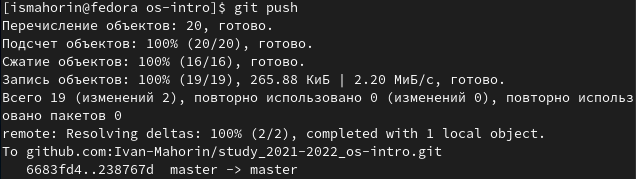 [ismahorin@fedora os-intro]$ git push
Перечисление объектов: 20, готово.
Подсчет объектов: 100% (20/20), готово.
Сжатие объектов: 100% (16/16), готово.
Запись объектов: 100% (19/19), 265.88 КиБ | 2.20 МиБ/с, готово.
Всего 19 (изменений 2), повторно использовано 0 (изменений 0), повторно использ
овано пакетов 0
remote: Resolving deltas: 100% (2/2), completed with 1 local object.
To github.com:Ivan-Mahorin/study_2021-2022_os-intro.git
   6683fd4..238767d  master -> master